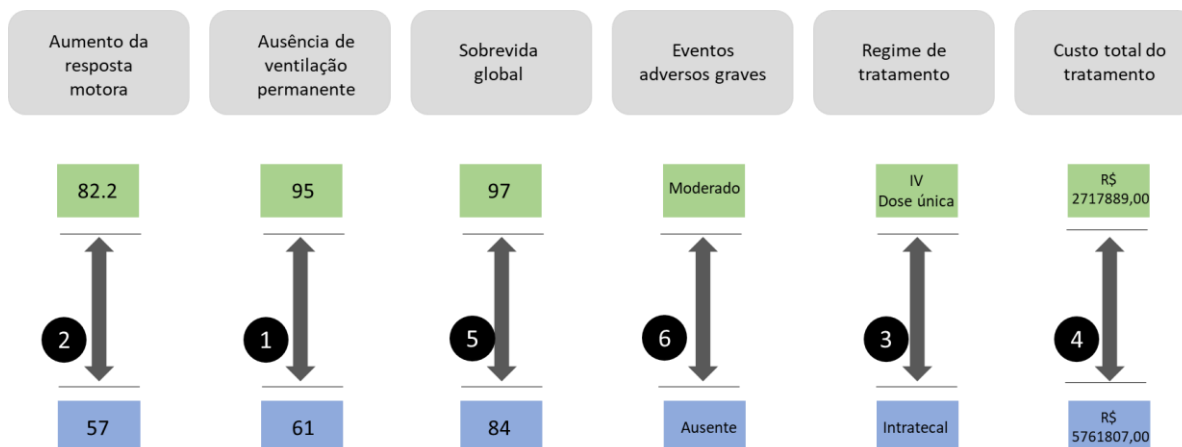 Aumento da
resposta
motora
Ausência de
ventilação
permanente
Sobrevida
global
Eventos
adversos graves
Regime de
tratamento
Custo total do
tratamento
82.2
95
97
Moderado
IV
Dose única
R$
2717889,00
2
1
5
6
3
4
57
61
84
Ausente
Intratecal
R$
5761807,00